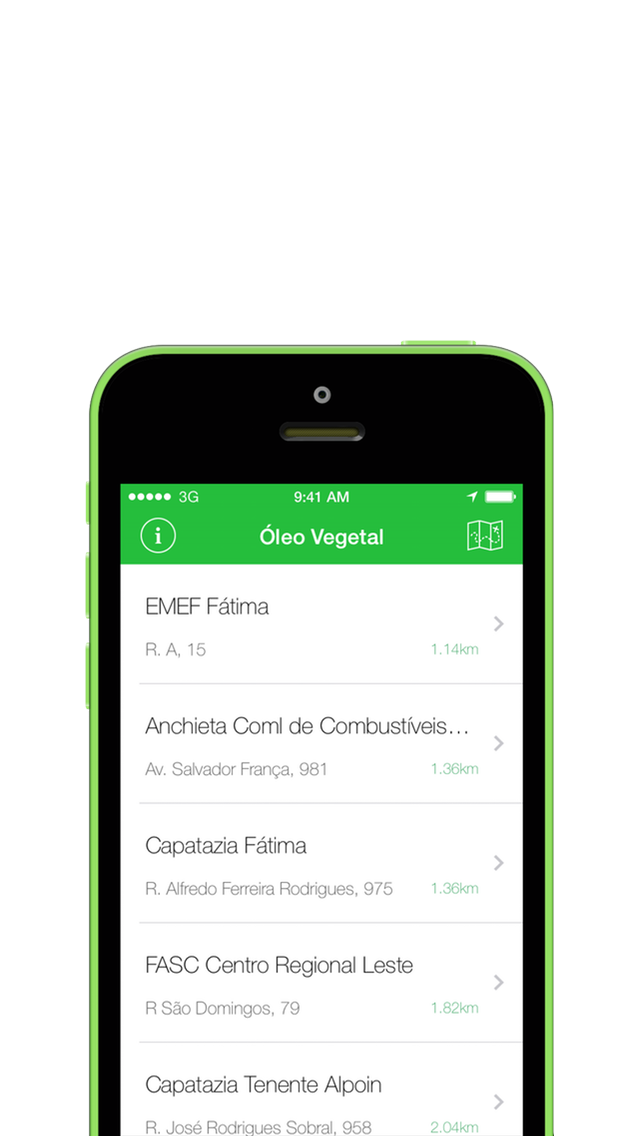 3G 9:41 AM
i Óleo Vegetal
EMEF Fátima
R. A, 15 1.14km
Anchieta Coml de Combustíveis...
Av. Salvador França, 981 1.36km
Capatazia Fátima
R. Alfredo Ferreira Rodrigues, 975 1.36km
FASC Centro Regional Leste
R São Domingos, 79 1.82km
Capatazia Tenente Alpoin
R. José Rodrigues Sobral, 958 2.04km